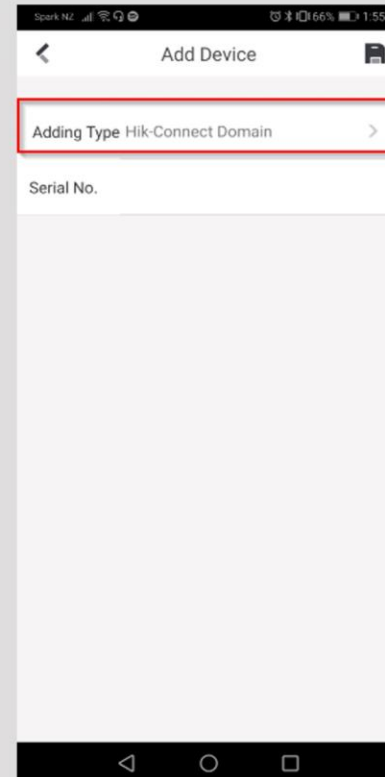 Spark NZ 66% 1:55
Add Device
Adding Type Hik-Connect Domain
Serial No.